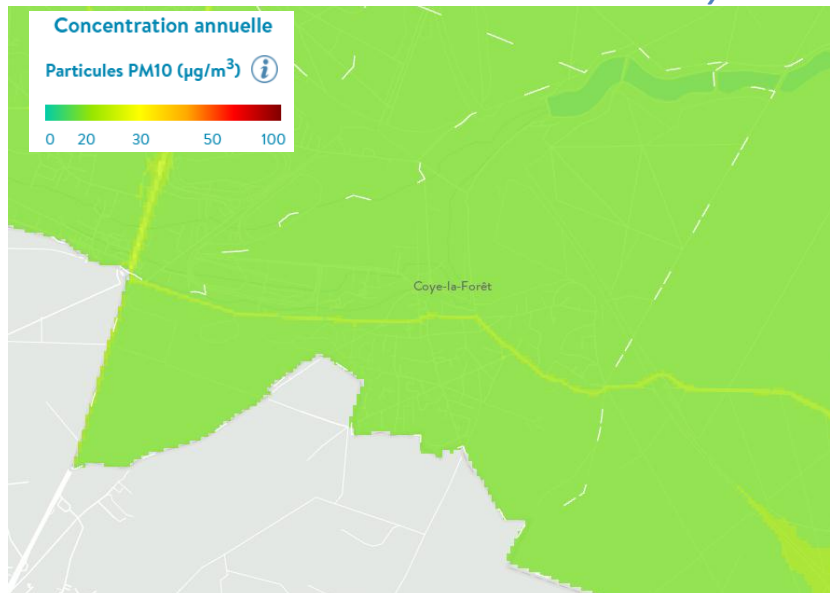 Concentration annuelle
Particules PM10 (µg/m³) i
0 20 30 50 100
Coye-la-Forêt